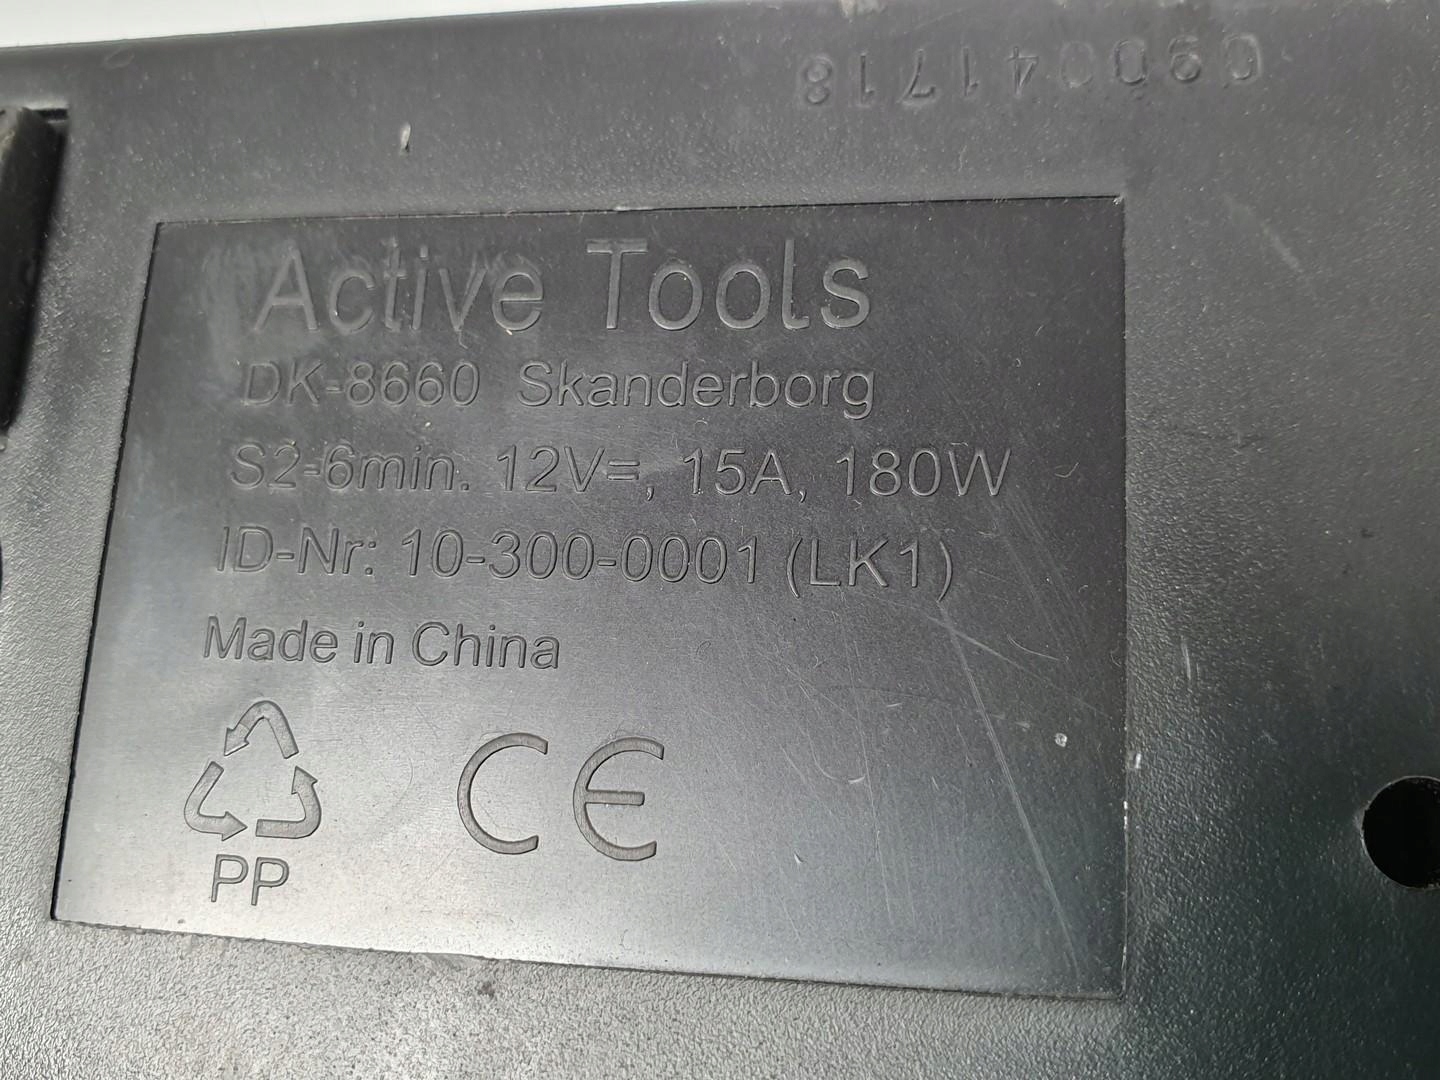 090041718
Active Tools
DK-8660 Skanderborg
S2-6min. 12V=, 15A, 180W
ID-Nr: 10-300-0001 (LK1)
Made in China
PP
CE